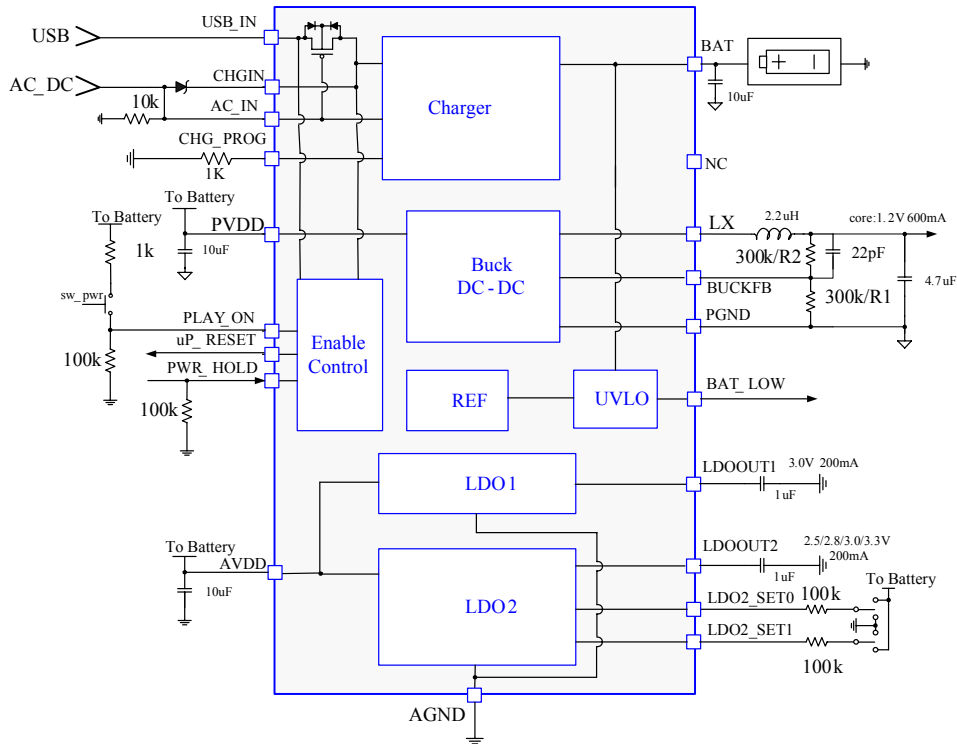 USB
USB_IN
AC_DC
CHGIN
10k
AC_IN
CHG_PROG
1K
Charger
BAT
+ −
10uF
NC
To Battery
To Battery
PVDD
10uF
1k
sw_pwr
PLAY_ON
uP_RESET
100k
PWR_HOLD
100k
Buck
DC-DC
Enable
Control
REF
UVLO
LX
2.2uH
core:1.2V 600mA
300k/R2
22pF
BUCKFB
300k/R1
4.7uF
PGND
BAT_LOW
LDO1
LDOOUT1
3.0V 200mA
1uF
To Battery
AVDD
10uF
LDO2
LDOOUT2
2.5/2.8/3.0/3.3V
200mA
1uF
To Battery
LDO2_SET0
100k
LDO2_SET1
100k
AGND